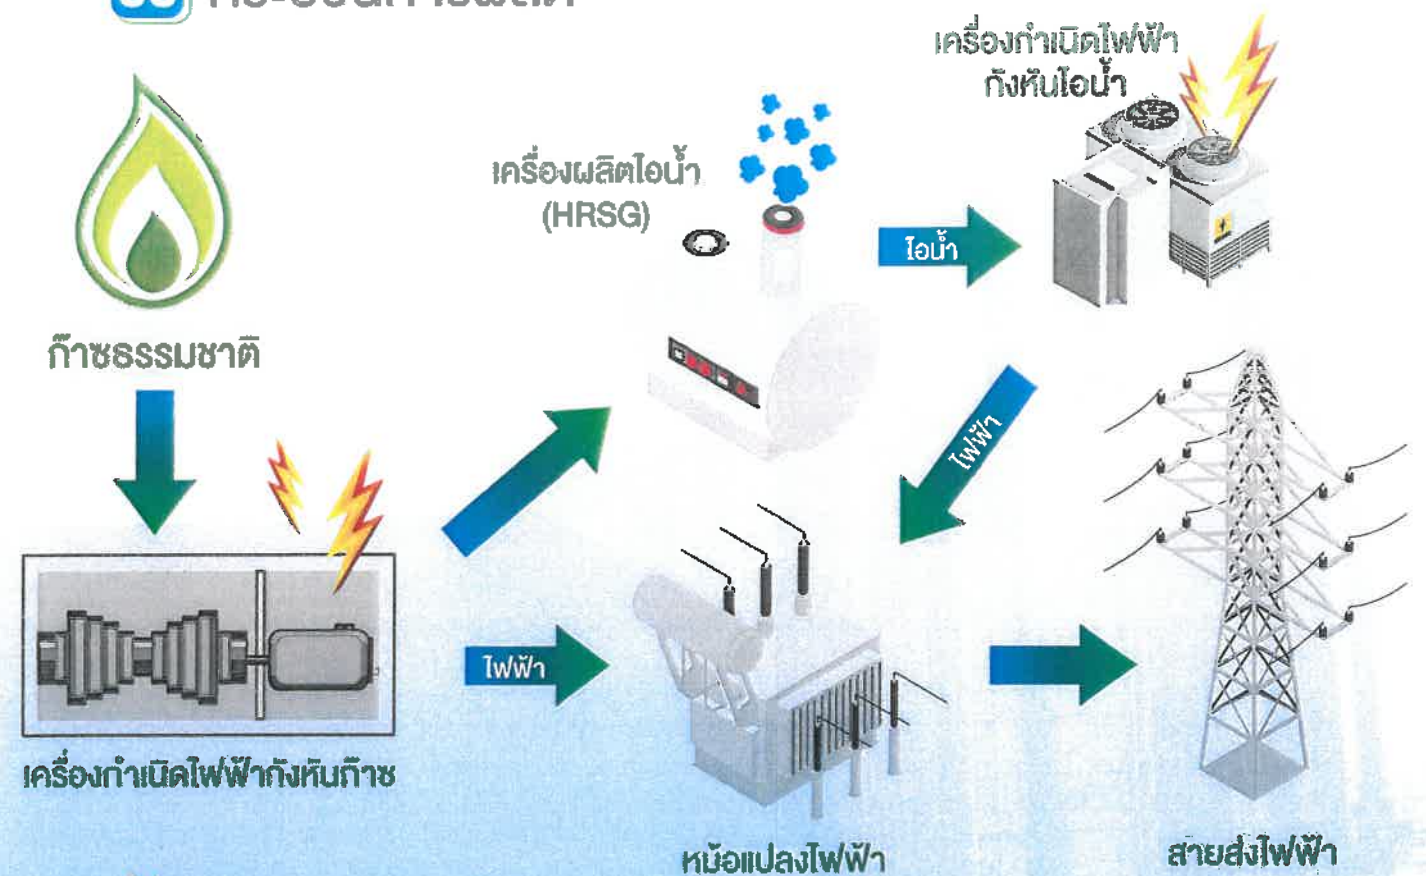 เครื่องกำเนิดไฟฟ้า
กังหันไอน้ำ
เครื่องผลิตไอน้ำ
(HRSG)
ไอน้ำ
ก๊าซธรรมชาติ
ไฟฟ้า
ไฟฟ้า
เครื่องกำเนิดไฟฟ้ากังหันก๊าซ
หม้อแปลงไฟฟ้า
สายส่งไฟฟ้า